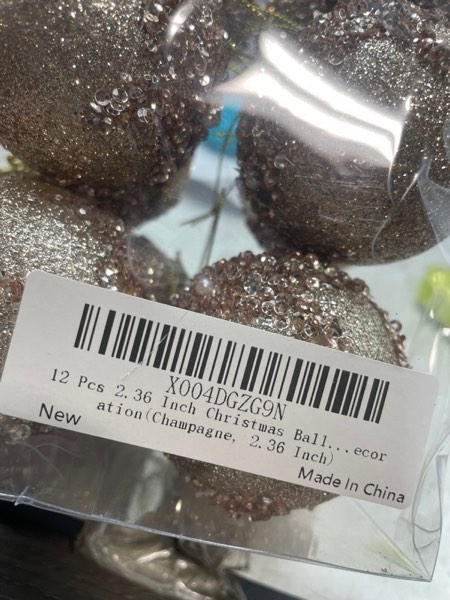 X004DGZG9N
12 Pcs 2.36 Inch Christmas Ball...ecor
ation(Champagne, 2.36 Inch)
New
Made In China